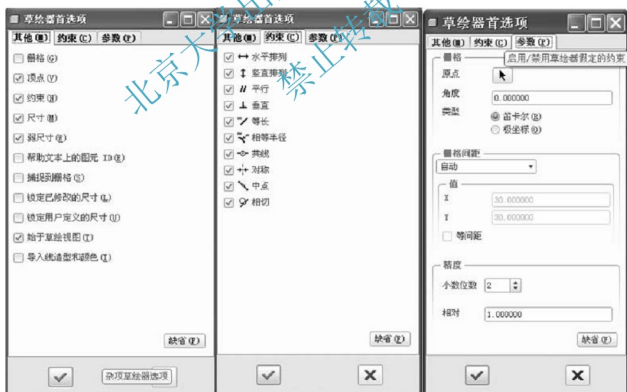 草绘器首选项
其他(M) 约束(C) 参数(P)
栅格(G)
顶点(V)
约束(N)
尺寸(M)
弱尺寸(W)
帮助文本上的图元 ID(E)
捕捉到栅格(S)
锁定已修改的尺寸(L)
锁定用户定义的尺寸(U)
始于草绘视图(I)
导入线造型和颜色(T)
缺省(F)
杂项草绘器选项
草绘器首选项
其他(M) 约束(C) 参数(P)
水平排列
竖直排列
平行
垂直
等长
相等半径
共线
对称
中点
相切
缺省(F)
草绘器首选项
其他(M) 约束(C) 参数(P)
启用/禁用草绘器假定的约束
栅格
原点
角度 0.000000
类型 笛卡尔(R)
极坐标(O)
栅格间距
自动
值
X 30.000000
Y 30.000000
等间距
精度
小数位数 2
相对 1.000000
缺省(F)
禁止转载